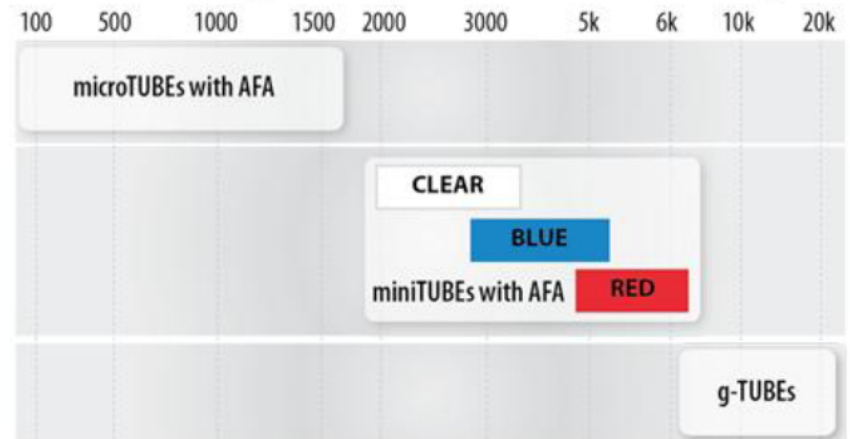 100 500 1000 1500 2000 3000 5k 6k 10k 20k
microTUBEs with AFA
CLEAR
BLUE
miniTUBEs with AFA RED
g-TUBEs